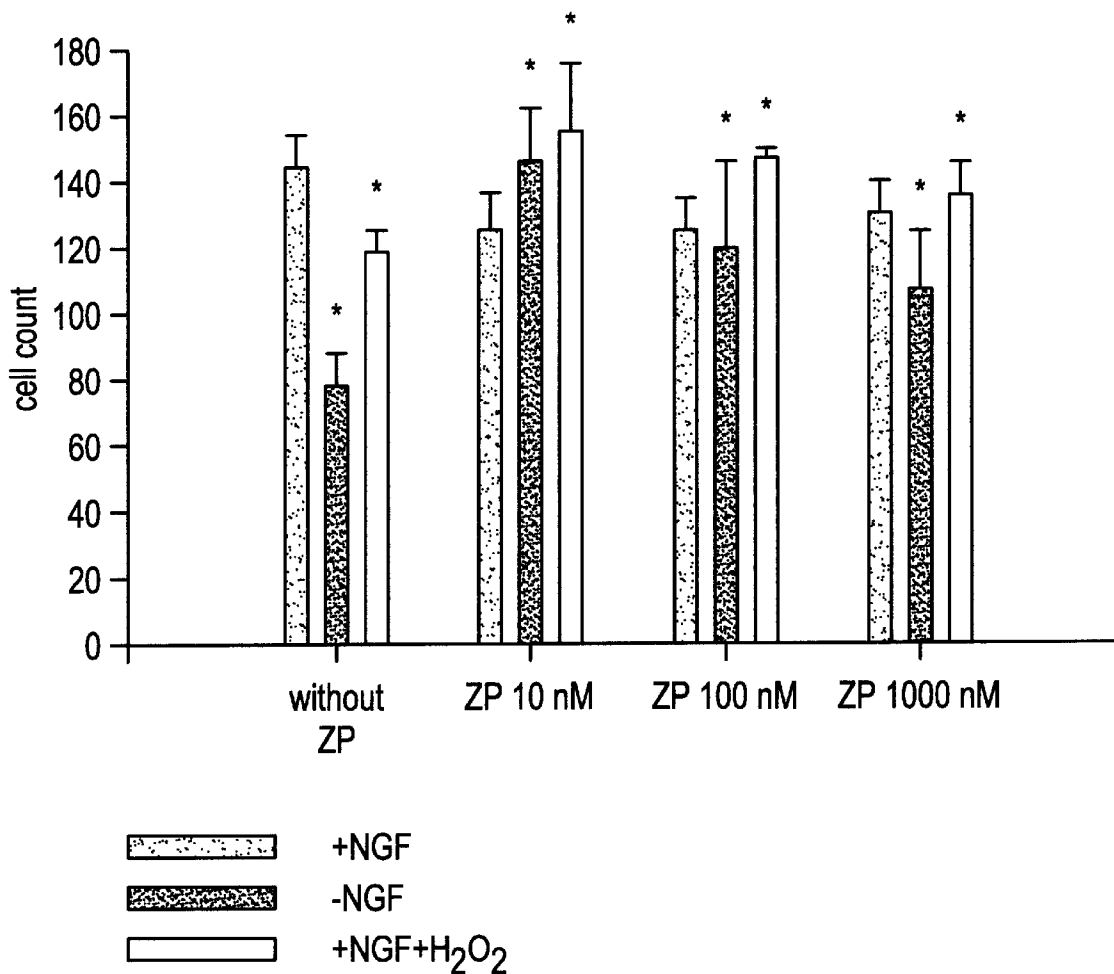 cell count
180
160
140
120
100
80
60
40
20
0
* * * * * * * *
without
ZP
ZP 10 nM
ZP 100 nM
ZP 1000 nM
+NGF
-NGF
+NGF+H₂O₂